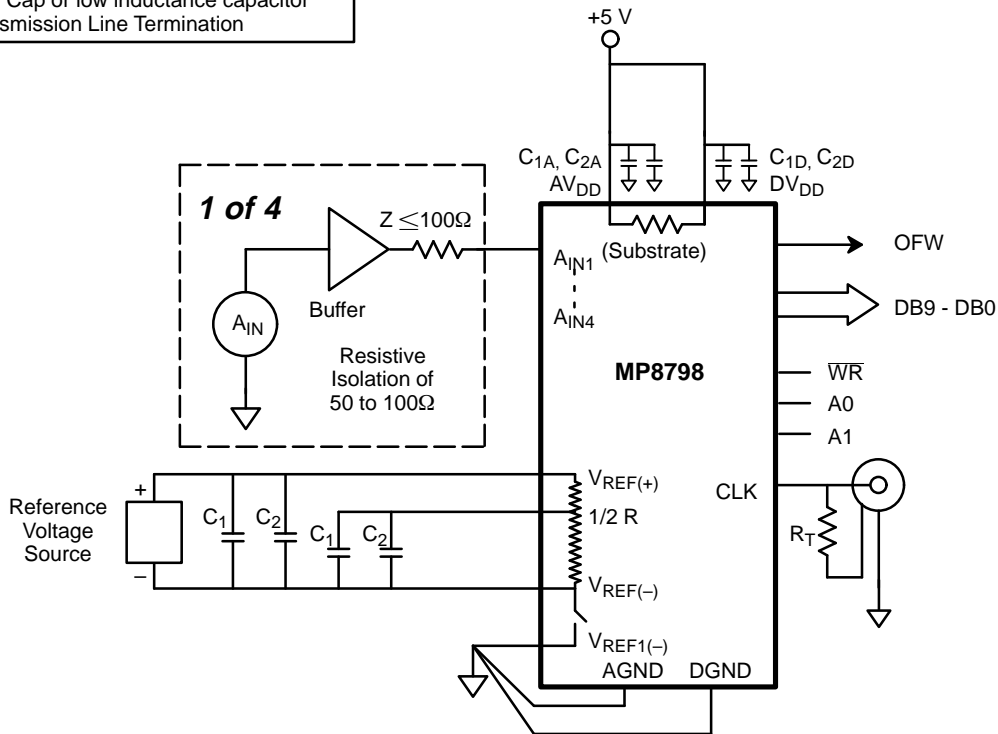 Cap or low inductance capacitor
smission Line Termination
+5 V
C1A, C2A
AVDD
C1D, C2D
DVDD
1 of 4
Z ≤100Ω
Buffer
AIN
Resistive
Isolation of
50 to 100Ω
(Substrate)
AIN1
AIN4
MP8798
OFW
DB9 - DB0
W̅R̅
A0
A1
CLK
RT
Reference
Voltage
Source
+
–
C1
C2
C1
C2
VREF(+)
1/2 R
VREF(–)
VREF1(–)
AGND
DGND